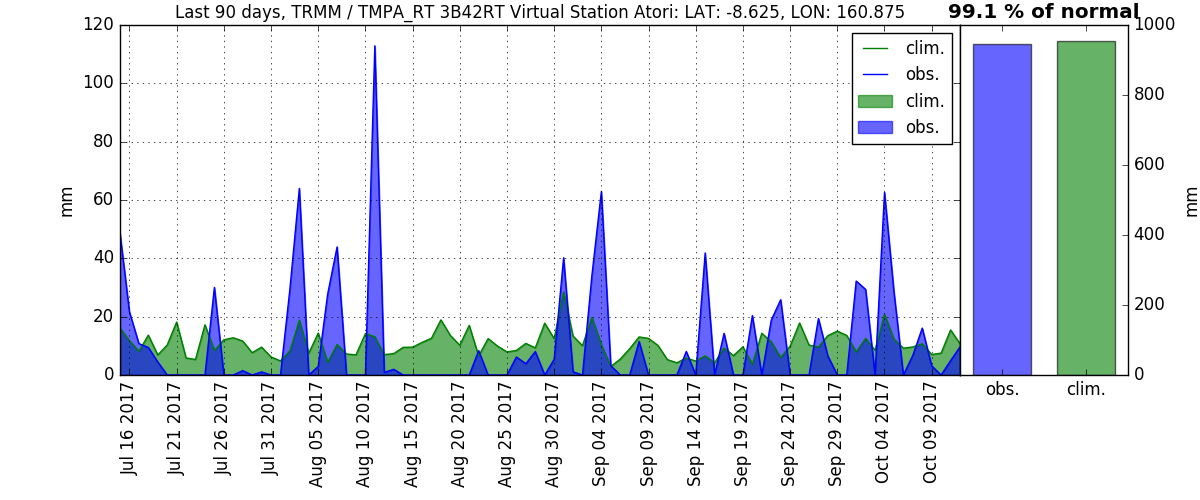 Last 90 days, TRMM / TMPA_RT 3B42RT Virtual Station Atori: LAT: -8.625, LON: 160.875
99.1 % of normal
120
100
80
60
40
20
0
mm
clim.
obs.
clim.
obs.
1000
800
600
400
200
0
mm
Jul 16 2017
Jul 21 2017
Jul 26 2017
Jul 31 2017
Aug 05 2017
Aug 10 2017
Aug 15 2017
Aug 20 2017
Aug 25 2017
Aug 30 2017
Sep 04 2017
Sep 09 2017
Sep 14 2017
Sep 19 2017
Sep 24 2017
Sep 29 2017
Oct 04 2017
Oct 09 2017
obs.
clim.